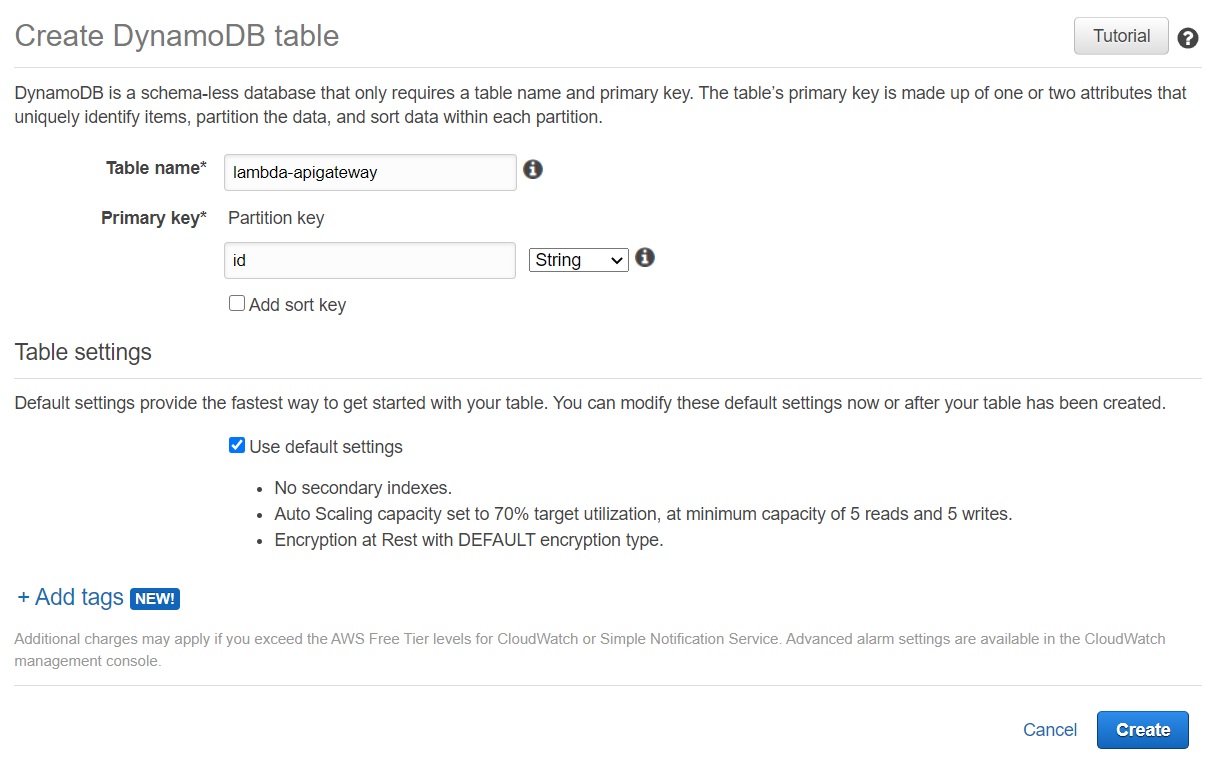 Create DynamoDB table
Tutorial
?
DynamoDB is a schema-less database that only requires a table name and primary key. The table's primary key is made up of one or two attributes that
uniquely identify items, partition the data, and sort data within each partition.
Table name* lambda-apigateway i
Primary key* Partition key
id String i
Add sort key
Table settings
Default settings provide the fastest way to get started with your table. You can modify these default settings now or after your table has been created.
Use default settings
• No secondary indexes.
• Auto Scaling capacity set to 70% target utilization, at minimum capacity of 5 reads and 5 writes.
• Encryption at Rest with DEFAULT encryption type.
+ Add tags NEW!
Additional charges may apply if you exceed the AWS Free Tier levels for CloudWatch or Simple Notification Service. Advanced alarm settings are available in the CloudWatch
management console.
Cancel Create